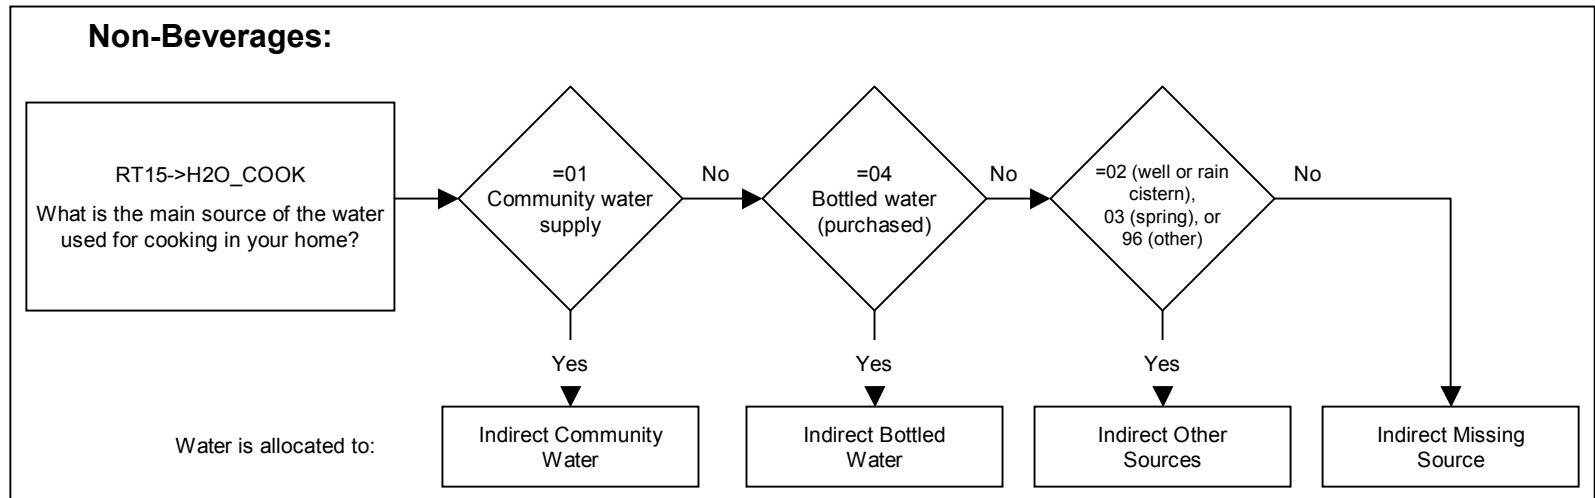 Non-Beverages:
RT15->H2O_COOK
What is the main source of the water
used for cooking in your home?
=01
Community water
supply
No
=04
Bottled water
(purchased)
No
=02 (well or rain
cistern),
03 (spring), or
96 (other)
No
Yes
Yes
Yes
Water is allocated to:
Indirect Community
Water
Indirect Bottled
Water
Indirect Other
Sources
Indirect Missing
Source